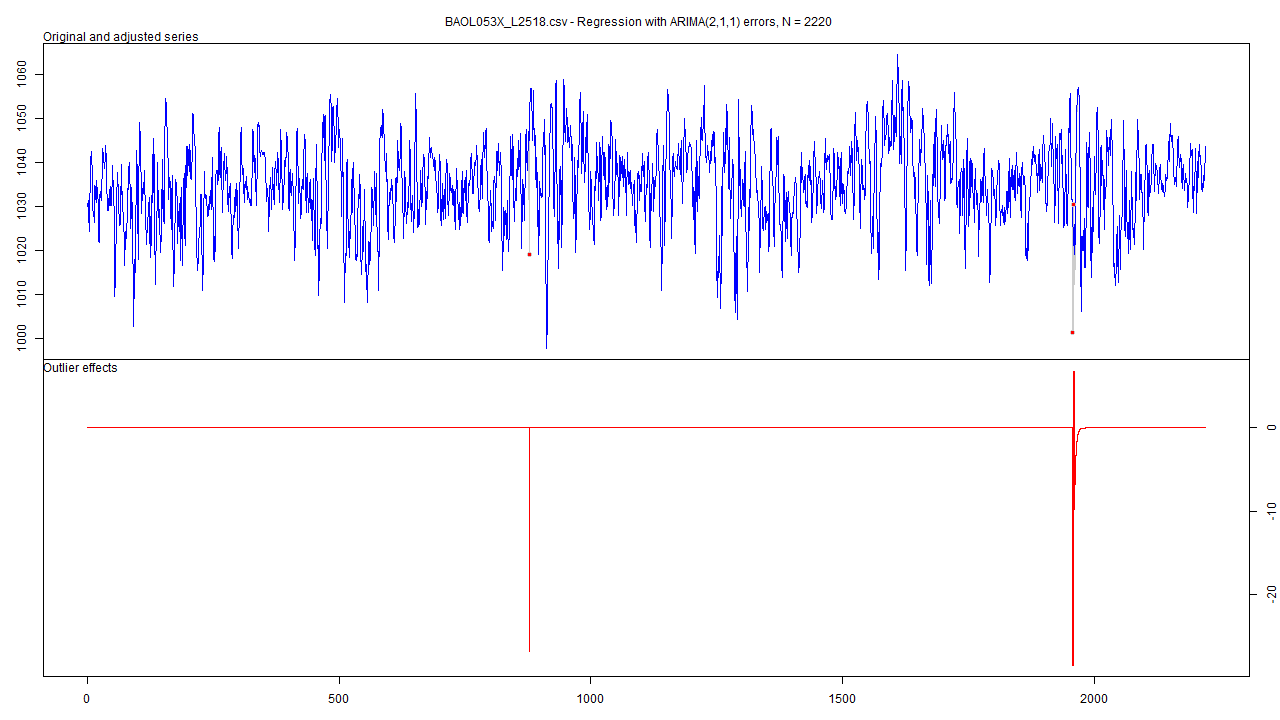 BAOL053X_L2518.csv - Regression with ARIMA(2,1,1) errors, N = 2220
Original and adjusted series
1060
1050
1040
1030
1020
1010
1000
Outlier effects
0
-10
-20
0 500 1000 1500 2000